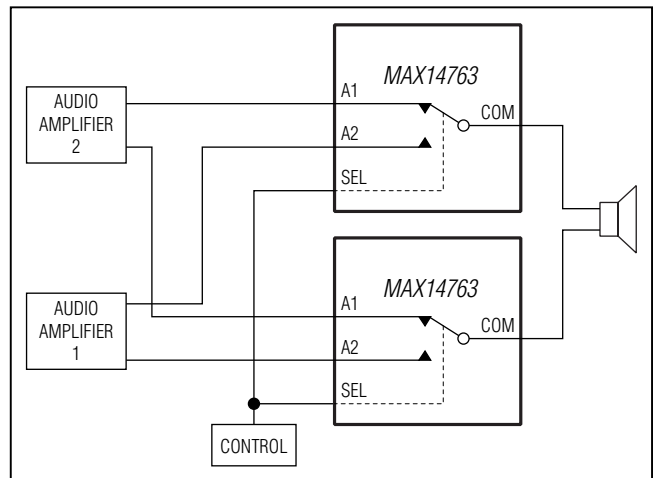 MAX14763
AUDIO
AMPLIFIER
2
A1
COM
A2
SEL
MAX14763
AUDIO
AMPLIFIER
1
A1
COM
A2
SEL
CONTROL